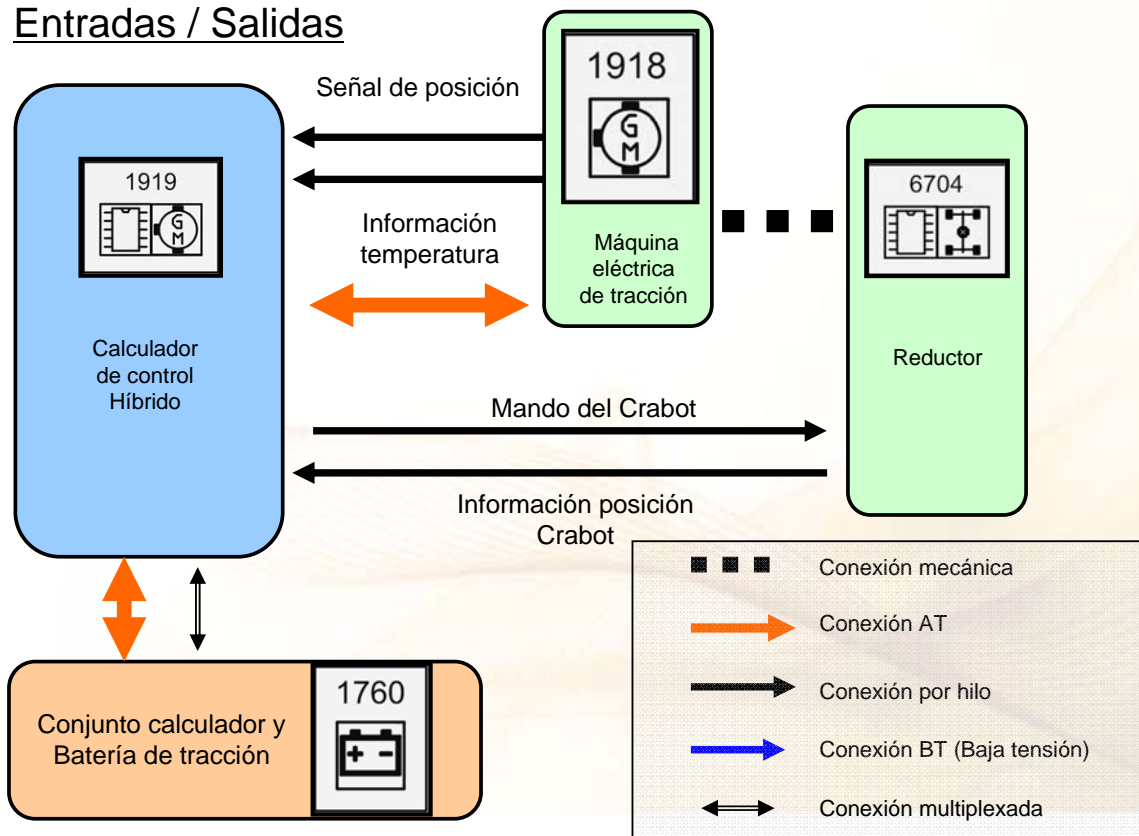 Entradas / Salidas
Señal de posición
1918
G
M
Máquina
eléctrica
de tracción
1919
G
M
Información
temperatura
6704
Calculador
de control
Híbrido
Reductor
Mando del Crabot
Información posición
Crabot
Conexión mecánica
Conexión AT
Conexión por hilo
Conexión BT (Baja tensión)
Conexión multiplexada
Conjunto calculador y
Batería de tracción
1760
+ -